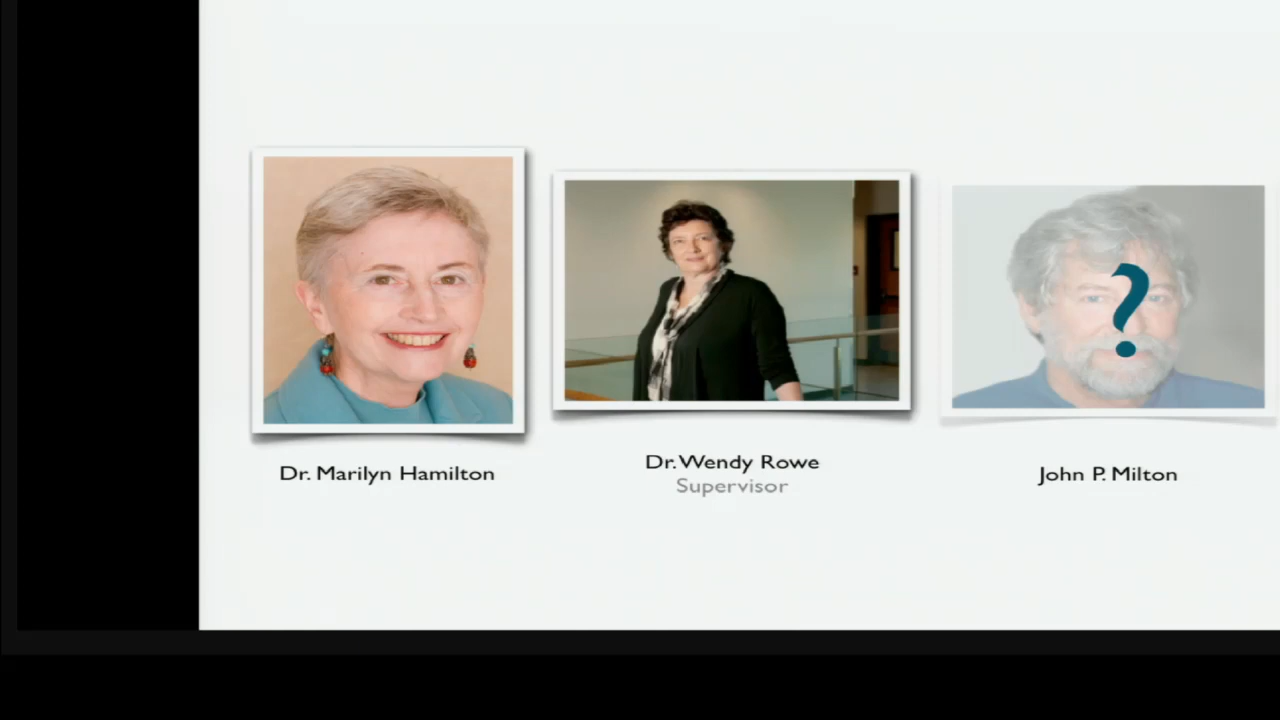 ?
Dr. Marilyn Hamilton
Dr. Wendy Rowe
Supervisor
John P. Milton